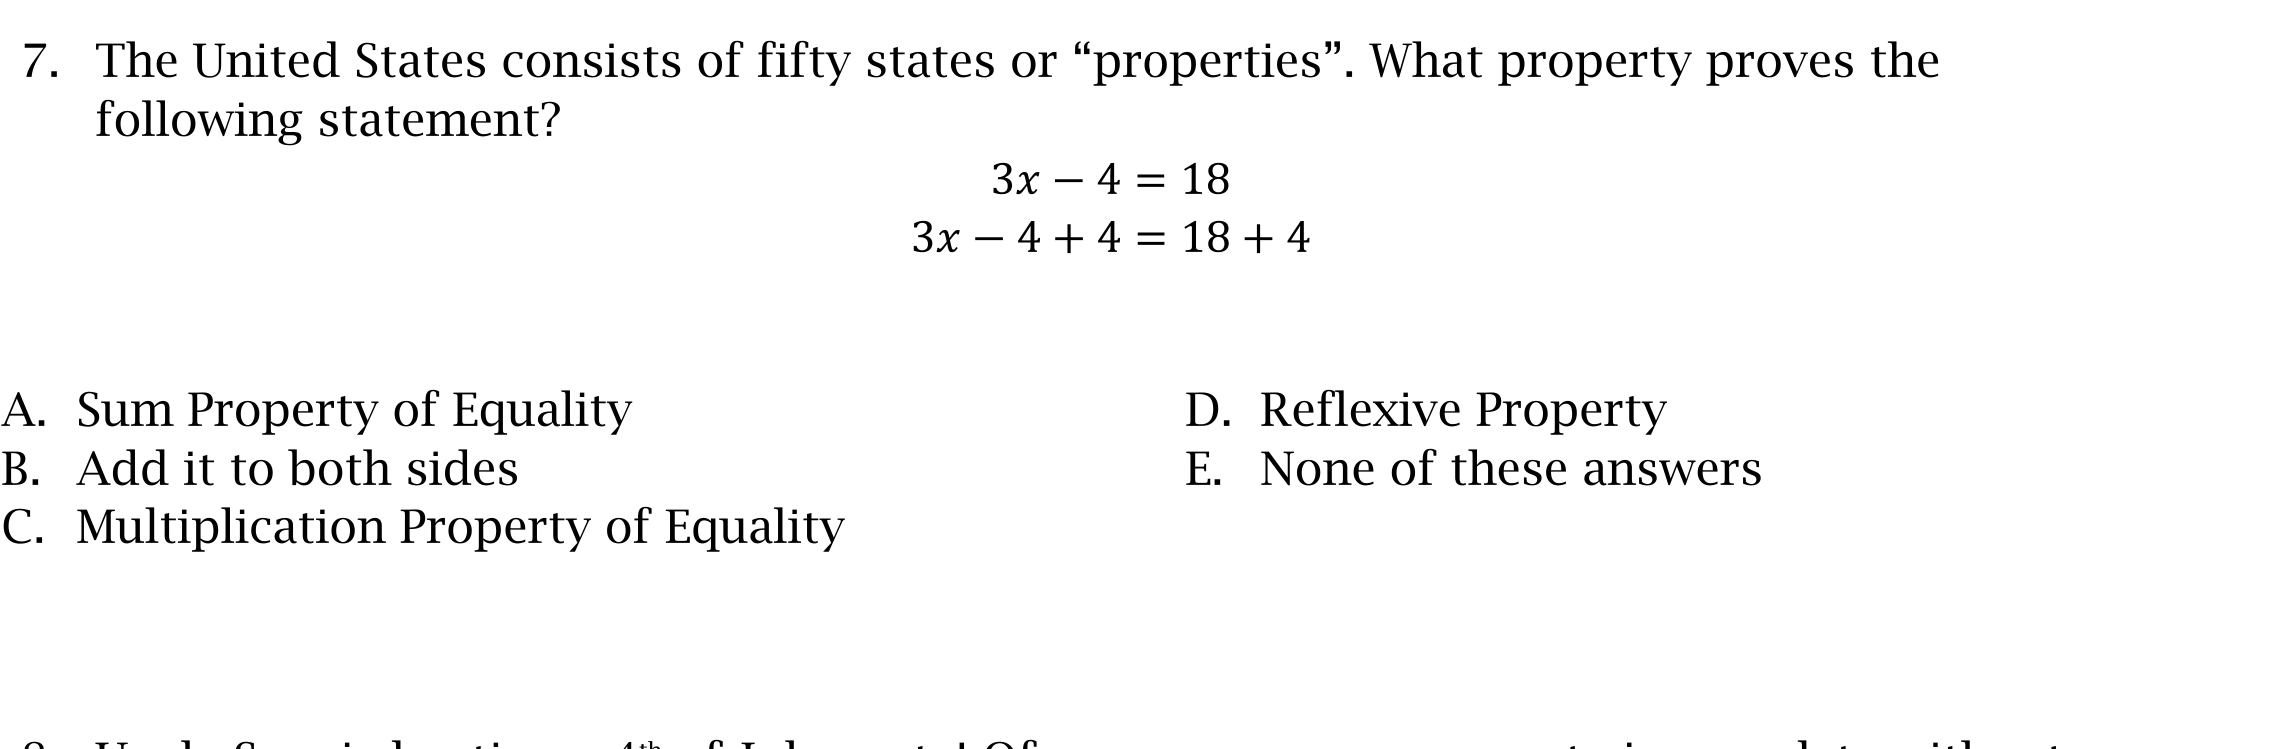 7. The United States consists of fifty states or “properties”. What property proves the
following statement?
3x − 4 = 18
3x − 4 + 4 = 18 + 4
A. Sum Property of Equality
B. Add it to both sides
C. Multiplication Property of Equality
D. Reflexive Property
E. None of these answers